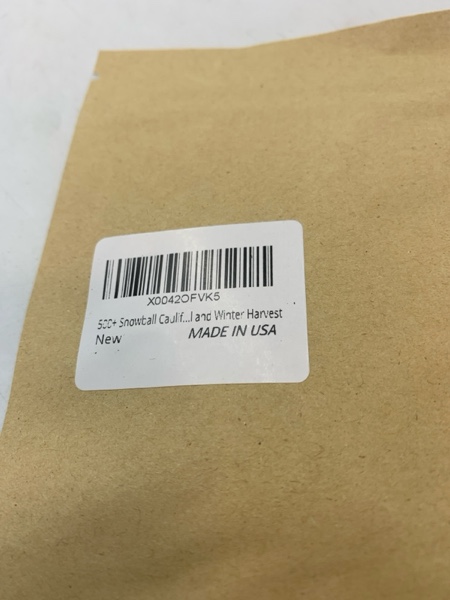 X0042OFVK5
500+ Snowball Caulif...l and Winter Harvest
New MADE IN USA